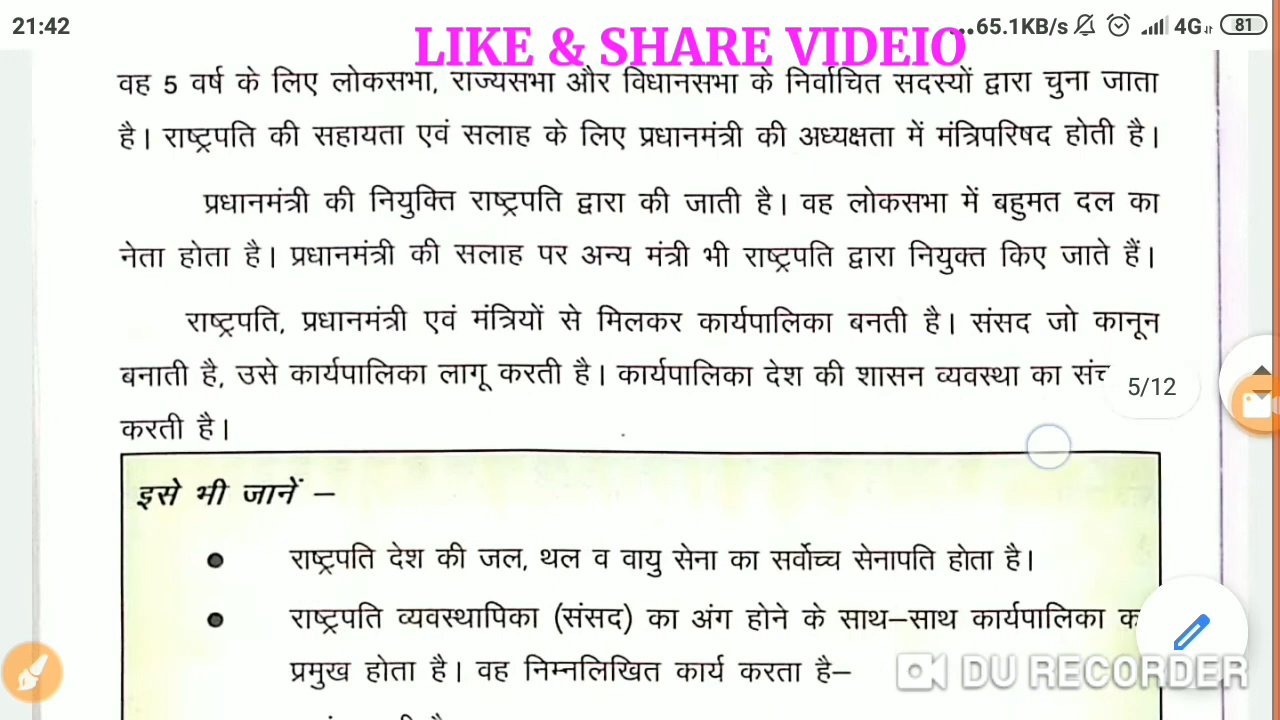 21:42
...65.1KB/s 4G 81
LIKE & SHARE VIDEIO
वह 5 वर्ष के लिए लोकसभा, राज्यसभा और विधानसभा के निर्वाचित सदस्यों द्वारा चुना जाता
है। राष्ट्रपति की सहायता एवं सलाह के लिए प्रधानमंत्री की अध्यक्षता में मंत्रिपरिषद होती है।
प्रधानमंत्री की नियुक्ति राष्ट्रपति द्वारा की जाती है। वह लोकसभा में बहुमत दल का
नेता होता है। प्रधानमंत्री की सलाह पर अन्य मंत्री भी राष्ट्रपति द्वारा नियुक्त किए जाते हैं।
राष्ट्रपति, प्रधानमंत्री एवं मंत्रियों से मिलकर कार्यपालिका बनती है। संसद जो कानून
बनाती है, उसे कार्यपालिका लागू करती है। कार्यपालिका देश की शासन व्यवस्था का
5/12
करती है।
इसे भी जानें –
● राष्ट्रपति देश की जल, थल व वायु सेना का सर्वोच्च सेनापति होता है।
● राष्ट्रपति व्यवस्थापिका (संसद) का अंग होने के साथ–साथ कार्यपालिका
प्रमुख होता है। वह निम्नलिखित कार्य करता है–
DU RECORDER